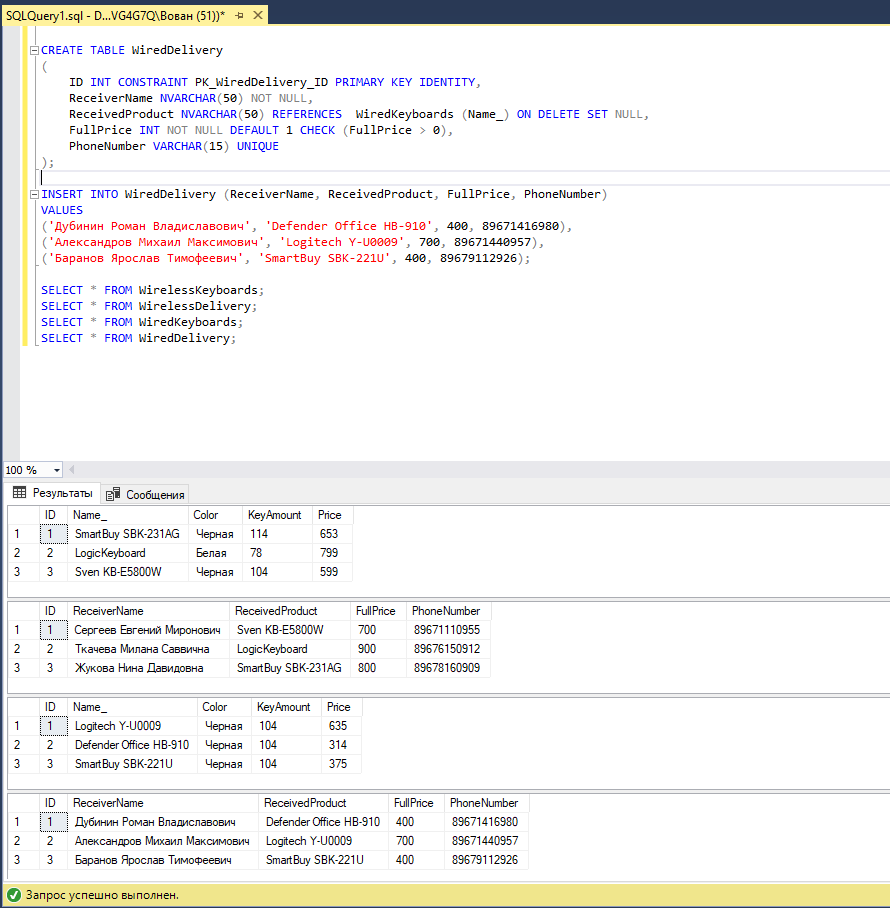 SQLQuery1.sql - D...VG4G7Q\Вован (51))*
CREATE TABLE WiredDelivery
(
ID INT CONSTRAINT PK_WiredDelivery_ID PRIMARY KEY IDENTITY,
ReceiverName NVARCHAR(50) NOT NULL,
ReceivedProduct NVARCHAR(50) REFERENCES  WiredKeyboards (Name_) ON DELETE SET NULL,
FullPrice INT NOT NULL DEFAULT 1 CHECK (FullPrice > 0),
PhoneNumber VARCHAR(15) UNIQUE
);
INSERT INTO WiredDelivery (ReceiverName, ReceivedProduct, FullPrice, PhoneNumber)
VALUES
('Дубинин Роман Владиславович', 'Defender Office HB-910', 400, 89671416980),
('Александров Михаил Максимович', 'Logitech Y-U0009', 700, 89671440957),
('Баранов Ярослав Тимофеевич', 'SmartBuy SBK-221U', 400, 89679112926);
SELECT * FROM WirelessKeyboards;
SELECT * FROM WirelessDelivery;
SELECT * FROM WiredKeyboards;
SELECT * FROM WiredDelivery;
100 %
Результаты Сообщения
ID Name_ Color KeyAmount Price
1 1 SmartBuy SBK-231AG Черная 114 653
2 2 LogicKeyboard Белая 78 799
3 3 Sven KB-E5800W Черная 104 599
ID ReceiverName ReceivedProduct FullPrice PhoneNumber
1 1 Сергеев Евгений Миронович Sven KB-E5800W 700 89671110955
2 2 Ткачева Милана Саввична LogicKeyboard 900 89676150912
3 3 Жукова Нина Давидовна SmartBuy SBK-231AG 800 89678160909
ID Name_ Color KeyAmount Price
1 1 Logitech Y-U0009 Черная 104 635
2 2 Defender Office HB-910 Черная 104 314
3 3 SmartBuy SBK-221U Черная 104 375
ID ReceiverName ReceivedProduct FullPrice PhoneNumber
1 1 Дубинин Роман Владиславович Defender Office HB-910 400 89671416980
2 2 Александров Михаил Максимович Logitech Y-U0009 700 89671440957
3 3 Баранов Ярослав Тимофеевич SmartBuy SBK-221U 400 89679112926
Запрос успешно выполнен.